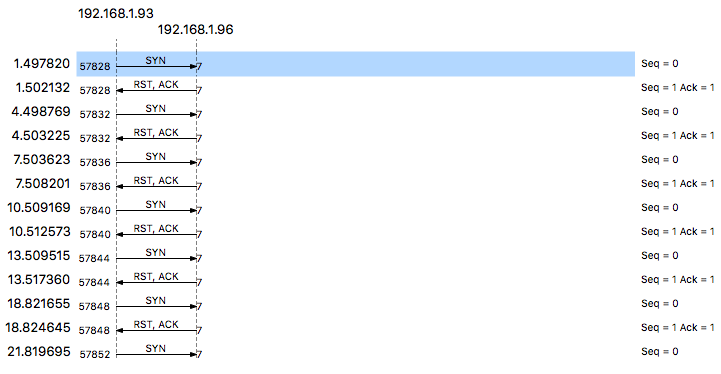 192.168.1.93
192.168.1.96
1.497820 57828 SYN 7 Seq = 0
1.502132 57828 RST, ACK 7 Seq = 1 Ack = 1
4.498769 57832 SYN 7 Seq = 0
4.503225 57832 RST, ACK 7 Seq = 1 Ack = 1
7.503623 57836 SYN 7 Seq = 0
7.508201 57836 RST, ACK 7 Seq = 1 Ack = 1
10.509169 57840 SYN 7 Seq = 0
10.512573 57840 RST, ACK 7 Seq = 1 Ack = 1
13.509515 57844 SYN 7 Seq = 0
13.517360 57844 RST, ACK 7 Seq = 1 Ack = 1
18.821655 57848 SYN 7 Seq = 0
18.824645 57848 RST, ACK 7 Seq = 1 Ack = 1
21.819695 57852 SYN 7 Seq = 0